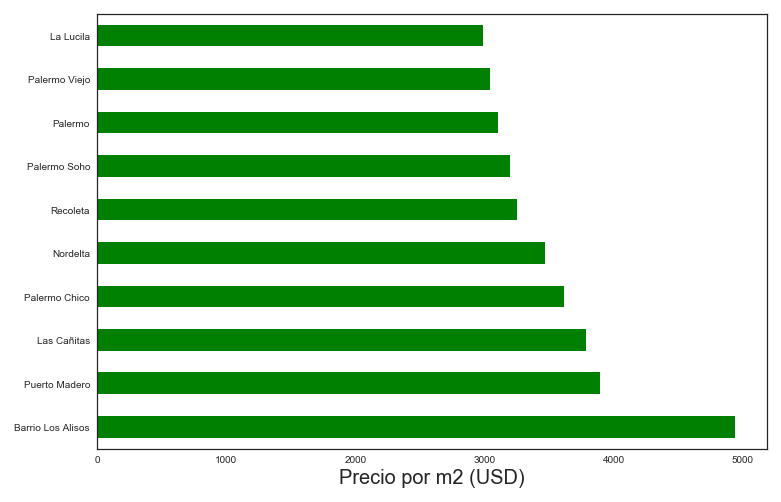 La Lucila
Palermo Viejo
Palermo
Palermo Soho
Recoleta
Nordelta
Palermo Chico
Las Cañitas
Puerto Madero
Barrio Los Alisos
0 1000 2000 3000 4000 5000
Precio por m2 (USD)